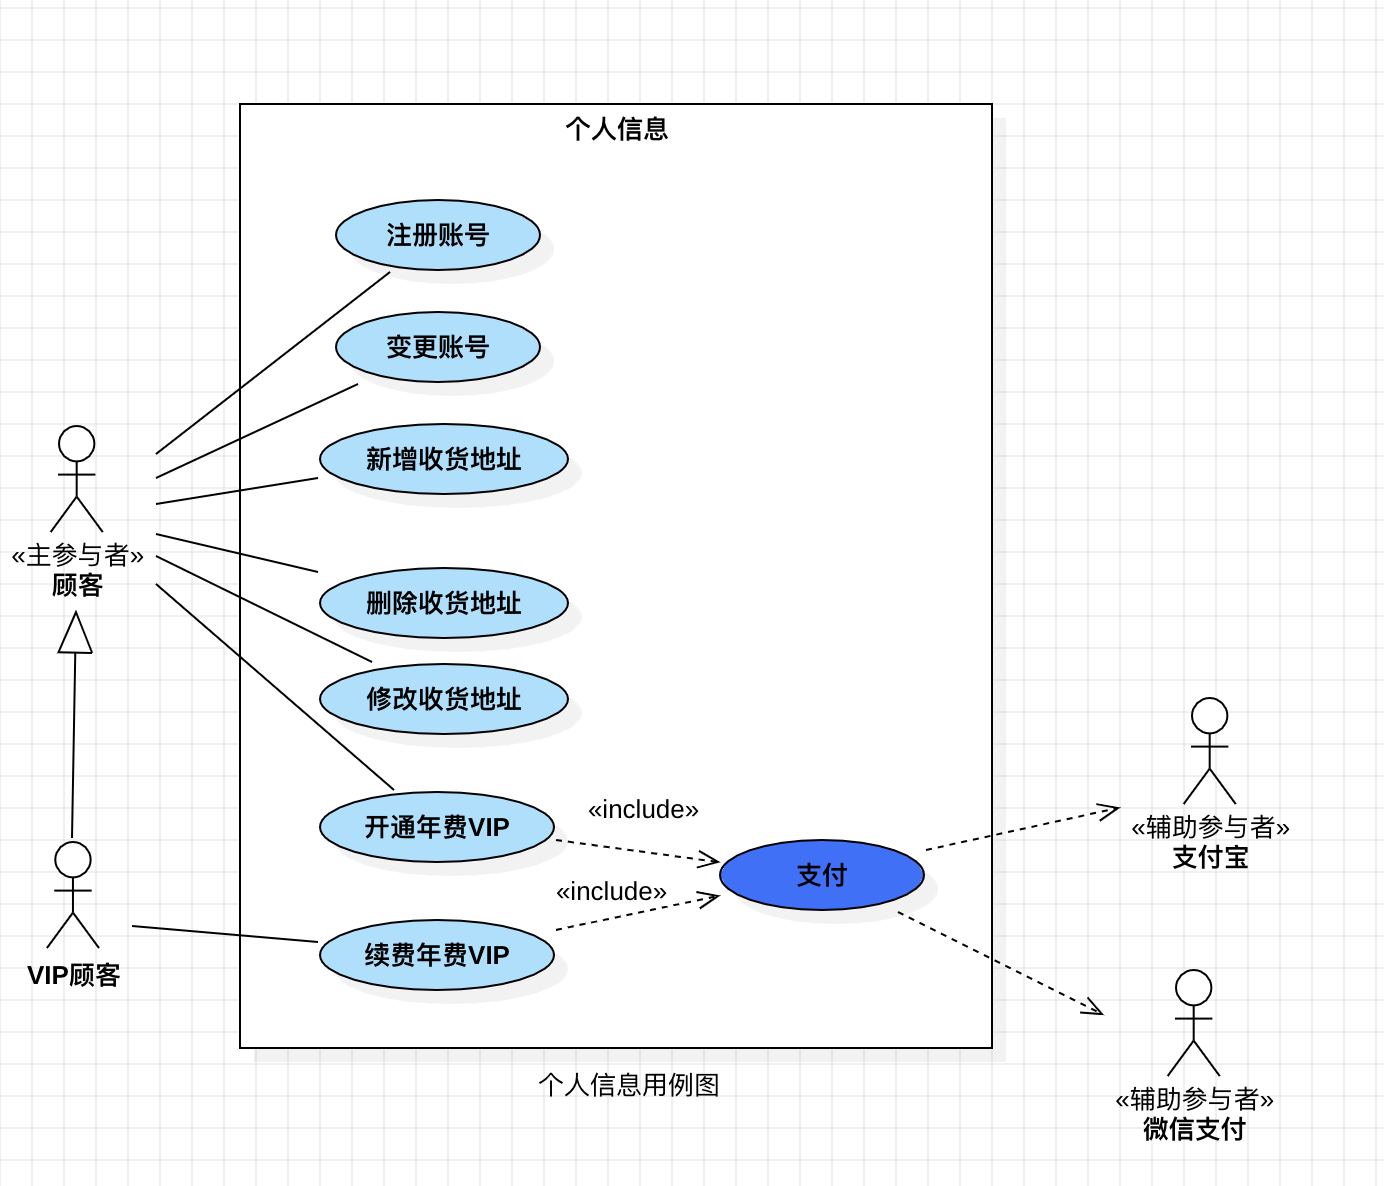 个人信息
注册账号
变更账号
新增收货地址
«主参与者»
顾客
删除收货地址
修改收货地址
开通年费VIP
«include»
«include»
支付
续费年费VIP
VIP顾客
«辅助参与者»
支付宝
«辅助参与者»
微信支付
个人信息用例图